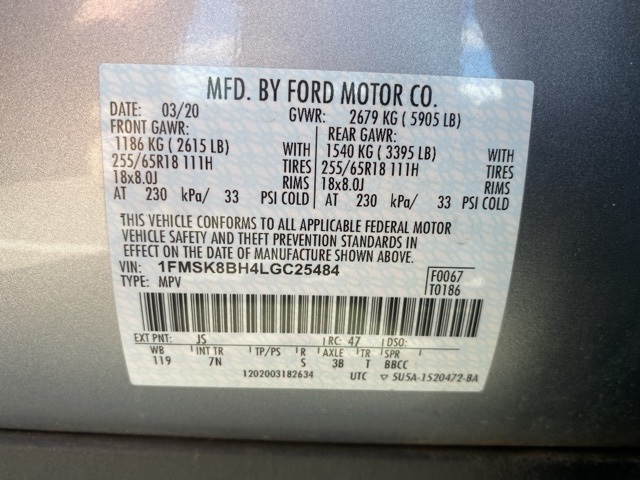 MFD. BY FORD MOTOR CO.
DATE: 03/20 GVWR: 2679 KG ( 5905 LB)
FRONT GAWR: REAR GAWR:
1186 KG ( 2615 LB) WITH 1540 KG ( 3395 LB) WITH
255/65R18 111H TIRES 255/65R18 111H TIRES
18x8.0J RIMS 18x8.0J RIMS
AT 230 kPa/ 33 PSI COLD AT 230 kPa/ 33 PSI COLD
THIS VEHICLE CONFORMS TO ALL APPLICABLE FEDERAL MOTOR
VEHICLE SAFETY AND THEFT PREVENTION STANDARDS IN
EFFECT ON THE DATE OF MANUFACTURE SHOWN ABOVE.
VIN: 1FMSK8BH4LGC25484 F0067
TYPE: MPV T0186
EXT PNT: JS RC: 47 DSO:
WB INT TR TP/PS R AXLE TR SPR
119 7N S 3B T BBCC
1202003182634 UTC ▽ 5U5A-1520472-BA